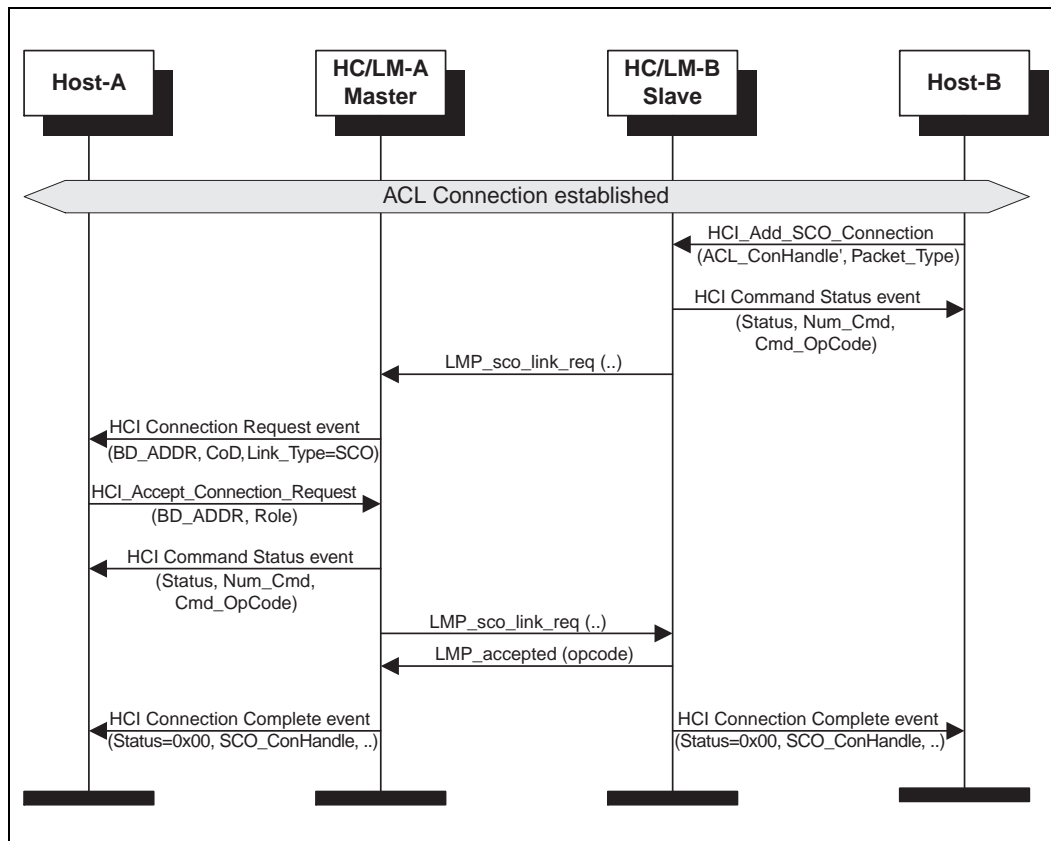 Host-A
HC/LM-A
Master
HC/LM-B
Slave
Host-B
ACL Connection established
HCI_Add_SCO_Connection
(ACL_ConHandle', Packet_Type)
HCI Command Status event
(Status, Num_Cmd,
Cmd_OpCode)
LMP_sco_link_req (..)
HCI Connection Request event
(BD_ADDR, CoD, Link_Type=SCO)
HCI_Accept_Connection_Request
(BD_ADDR, Role)
HCI Command Status event
(Status, Num_Cmd,
Cmd_OpCode)
LMP_sco_link_req (..)
LMP_accepted (opcode)
HCI Connection Complete event
(Status=0x00, SCO_ConHandle, ..)
HCI Connection Complete event
(Status=0x00, SCO_ConHandle, ..)